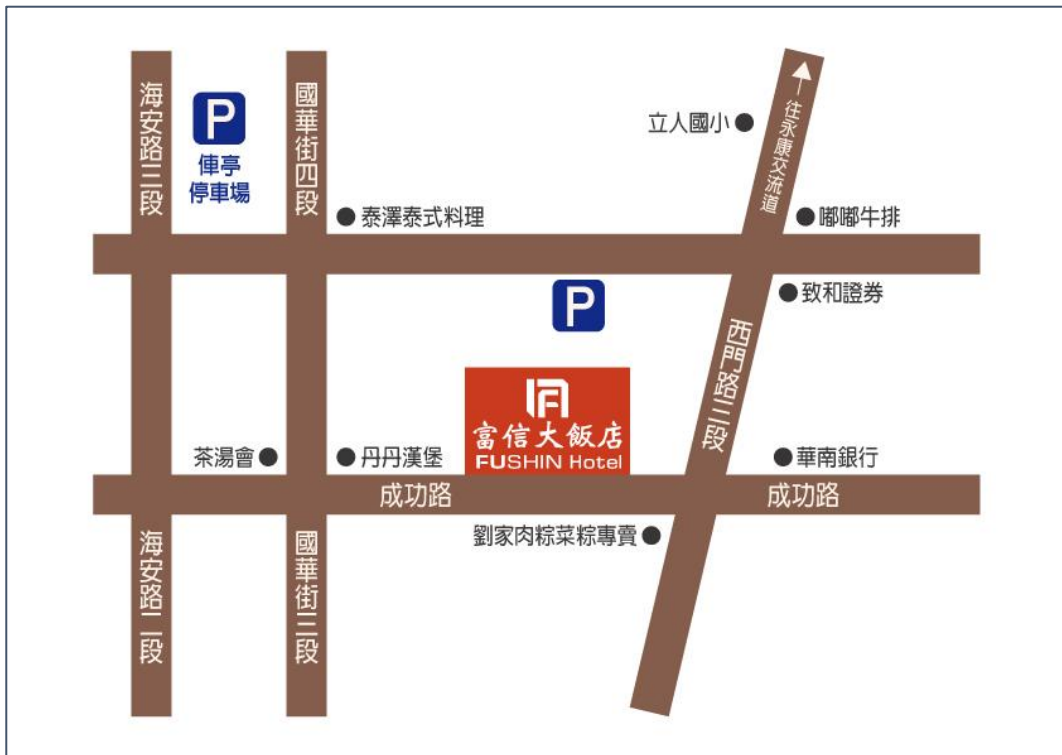 海安路三段
P
俥亭
停車場
國華街四段
立人國小
往永康交流道
泰澤泰式料理
嘟嘟牛排
P
致和證券
西門路三段
富信大飯店
FUSHIN Hotel
茶湯會
丹丹漢堡
華南銀行
成功路
成功路
劉家肉粽菜粽專賣
海安路二段
國華街三段